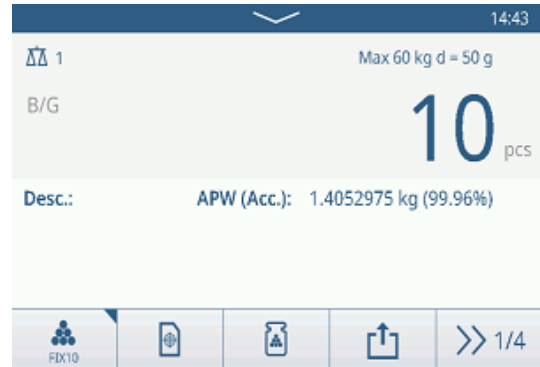 14:43
1 Max 60 kg d = 50 g
B/G
10 pcs
Desc.: APW (Acc.): 1.4052975 kg (99.96%)
FIX10
1/4